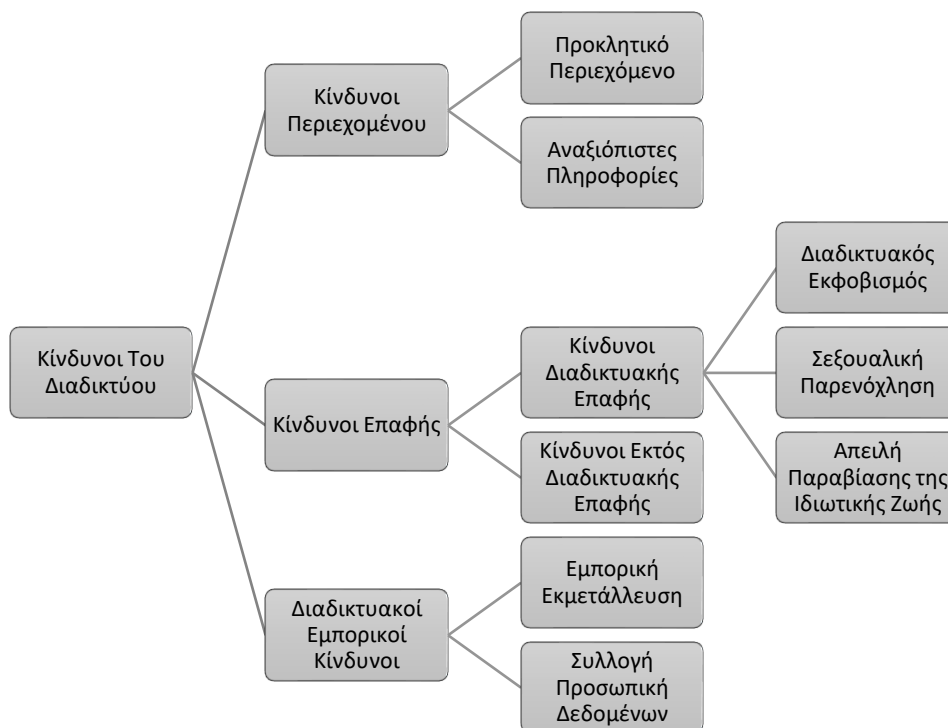 Κίνδυνοι Του
Διαδικτύου
Κίνδυνοι
Περιεχομένου
Προκλητικό
Περιεχόμενο
Αναξιόπιστες
Πληροφορίες
Κίνδυνοι Επαφής
Κίνδυνοι
Διαδικτυακής
Επαφής
Διαδικτυακός
Εκφοβισμός
Σεξουαλική
Παρενόχληση
Απειλή
Παραβίασης της
Ιδιωτικής Ζωής
Κίνδυνοι Εκτός
Διαδικτυακής
Επαφής
Διαδικτυακοί
Εμπορικοί
Κίνδυνοι
Εμπορική
Εκμετάλλευση
Συλλογή
Προσωπική
Δεδομένων